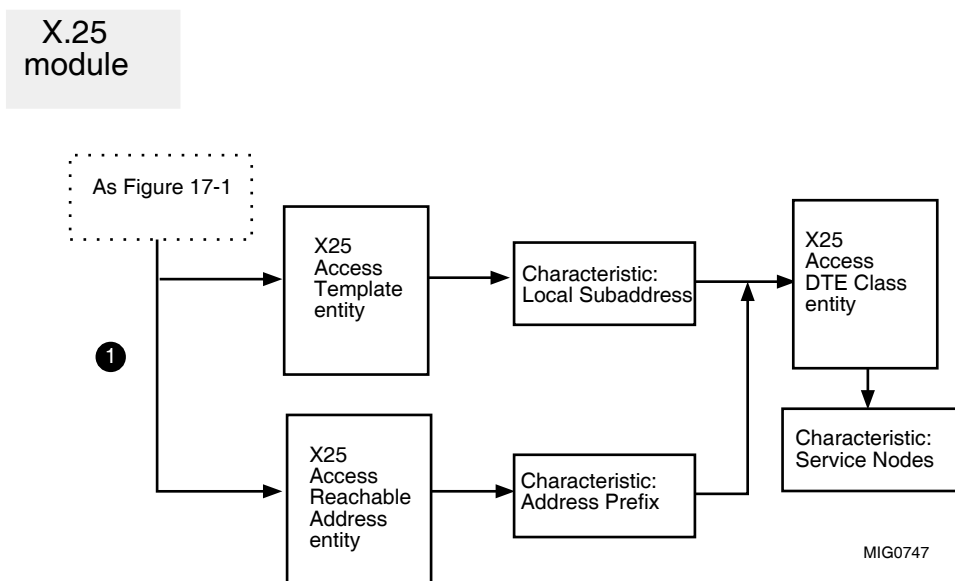 X.25
module
As Figure 17-1
X25
Access
Template
entity
Characteristic:
Local Subaddress
X25
Access
DTE Class
entity
1
Characteristic:
Service Nodes
X25
Access
Reachable
Address
entity
Characteristic:
Address Prefix
MIG0747